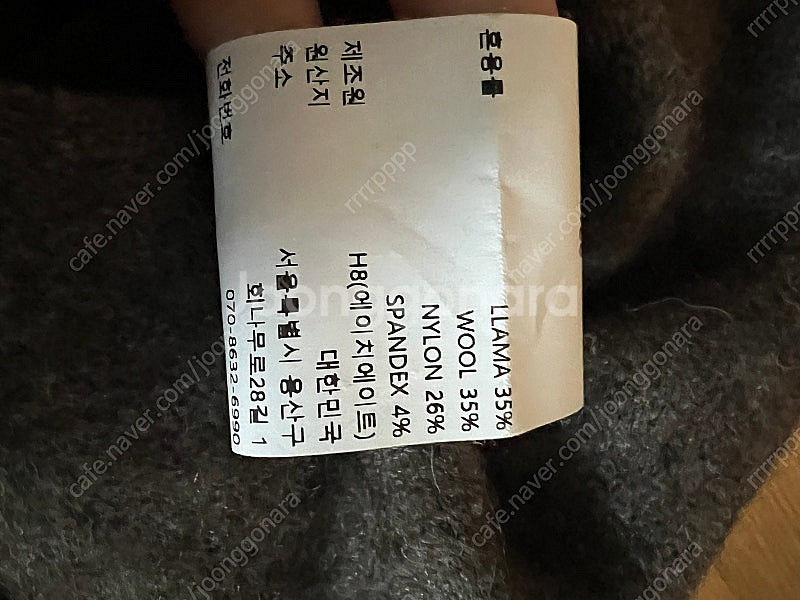 혼용률 LLAMA 35%
WOOL 35%
NYLON 26%
SPANDEX 4%
제조원 H8(에이치에이트)
원산지 대한민국
주소 서울특별시 용산구
회나무로28길 1
전화번호 070-8632-6990
joonggonara
rrrrpppp
cafe.naver.com/joonggonara